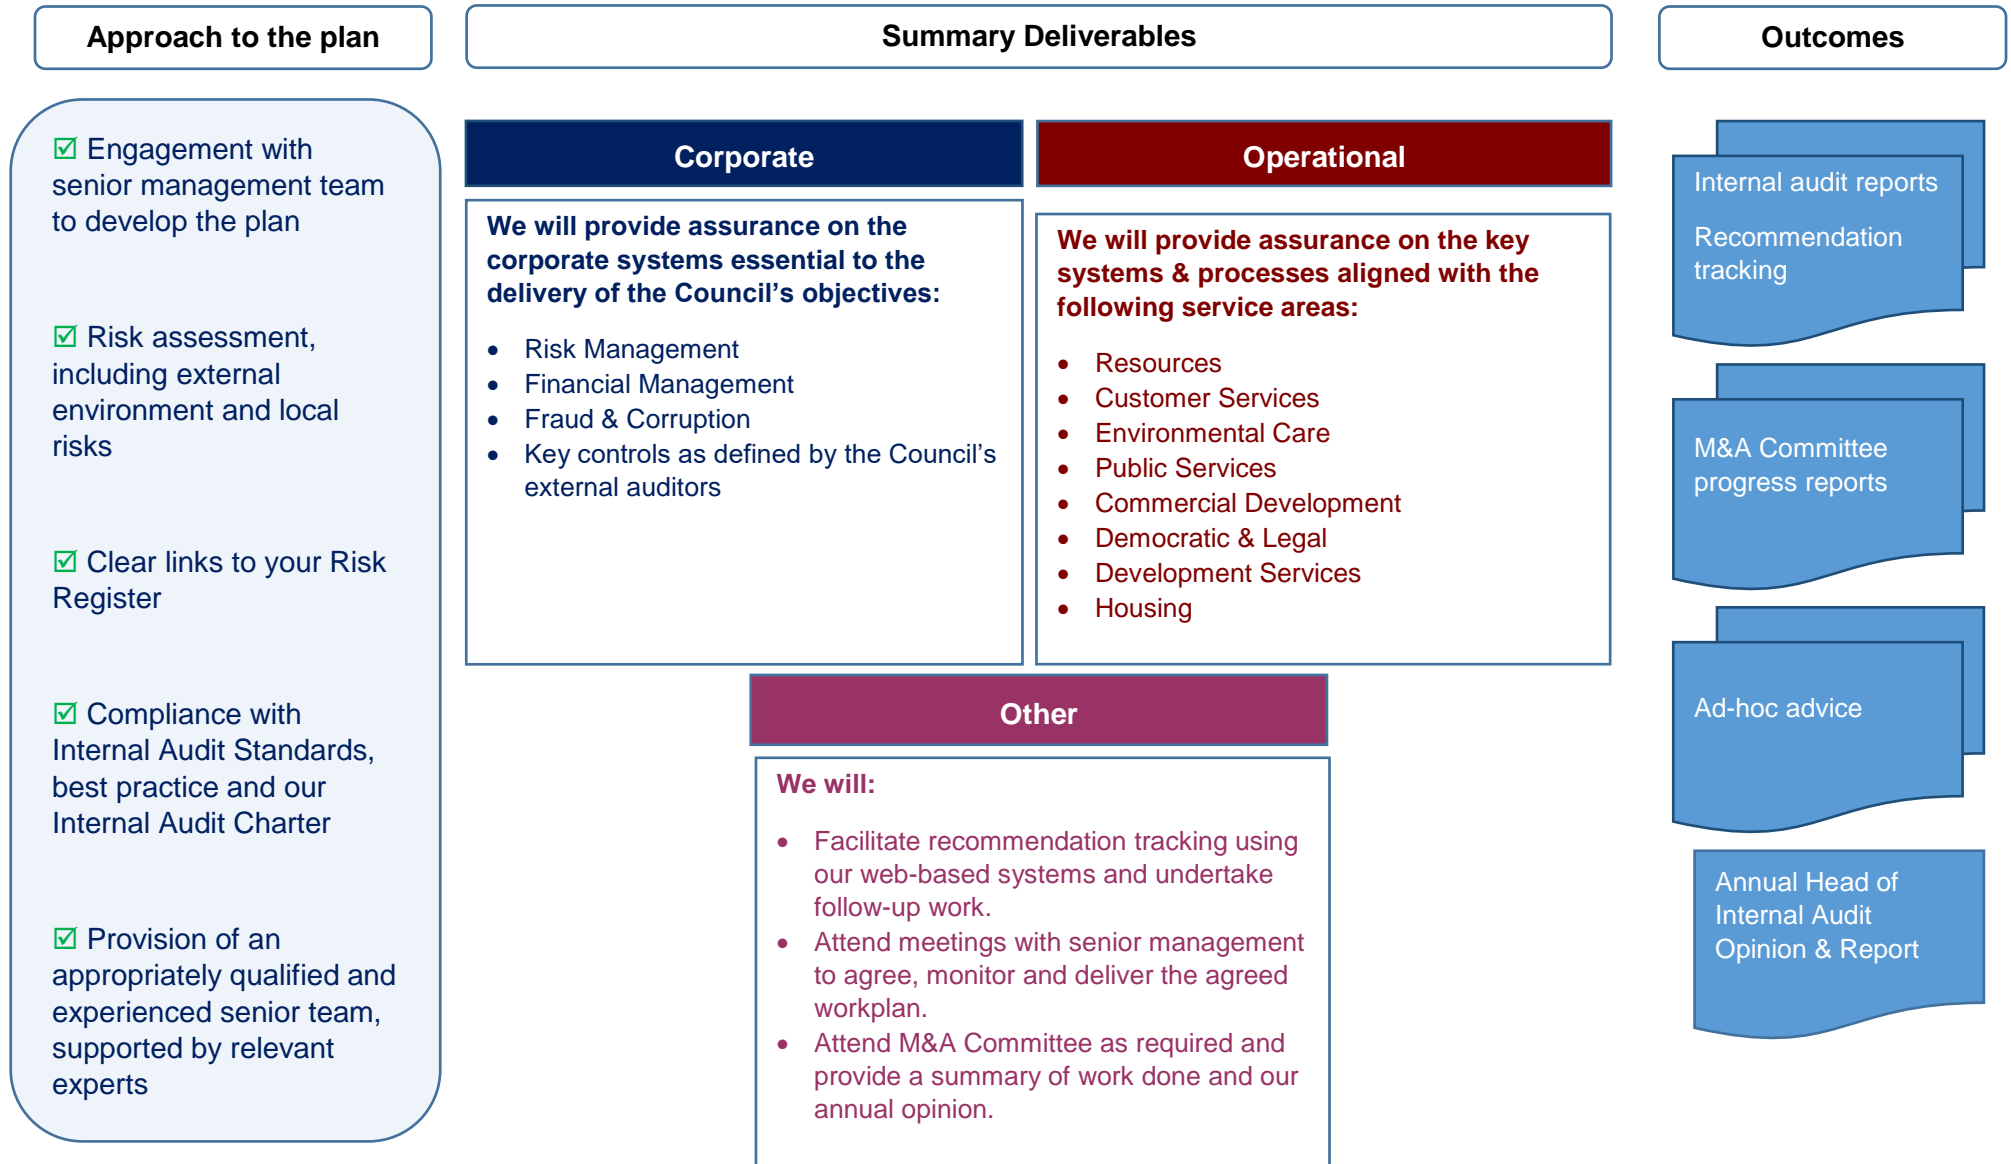 Approach to the plan
Summary Deliverables
Outcomes
☑ Engagement with
senior management team
to develop the plan
☑ Risk assessment,
including external
environment and local
risks
☑ Clear links to your Risk
Register
☑ Compliance with
Internal Audit Standards,
best practice and our
Internal Audit Charter
☑ Provision of an
appropriately qualified and
experienced senior team,
supported by relevant
experts
Corporate
We will provide assurance on the
corporate systems essential to the
delivery of the Council’s objectives:
• Risk Management
• Financial Management
• Fraud & Corruption
• Key controls as defined by the Council’s
external auditors
Operational
We will provide assurance on the key
systems & processes aligned with the
following service areas:
• Resources
• Customer Services
• Environmental Care
• Public Services
• Commercial Development
• Democratic & Legal
• Development Services
• Housing
Other
We will:
• Facilitate recommendation tracking using
our web-based systems and undertake
follow-up work.
• Attend meetings with senior management
to agree, monitor and deliver the agreed
workplan.
• Attend M&A Committee as required and
provide a summary of work done and our
annual opinion.
Internal audit reports
Recommendation
tracking
M&A Committee
progress reports
Ad-hoc advice
Annual Head of
Internal Audit
Opinion & Report